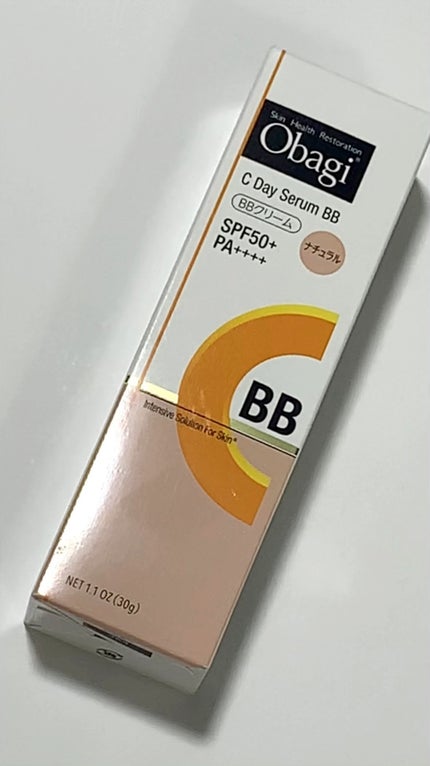 Skin Health Restoration
Obagi®
C Day Serum BB
BBクリーム
SPF50+
PA++++
ナチュラル
BB
Intensive Solution For Skin®
NET 1.1 OZ (30g)